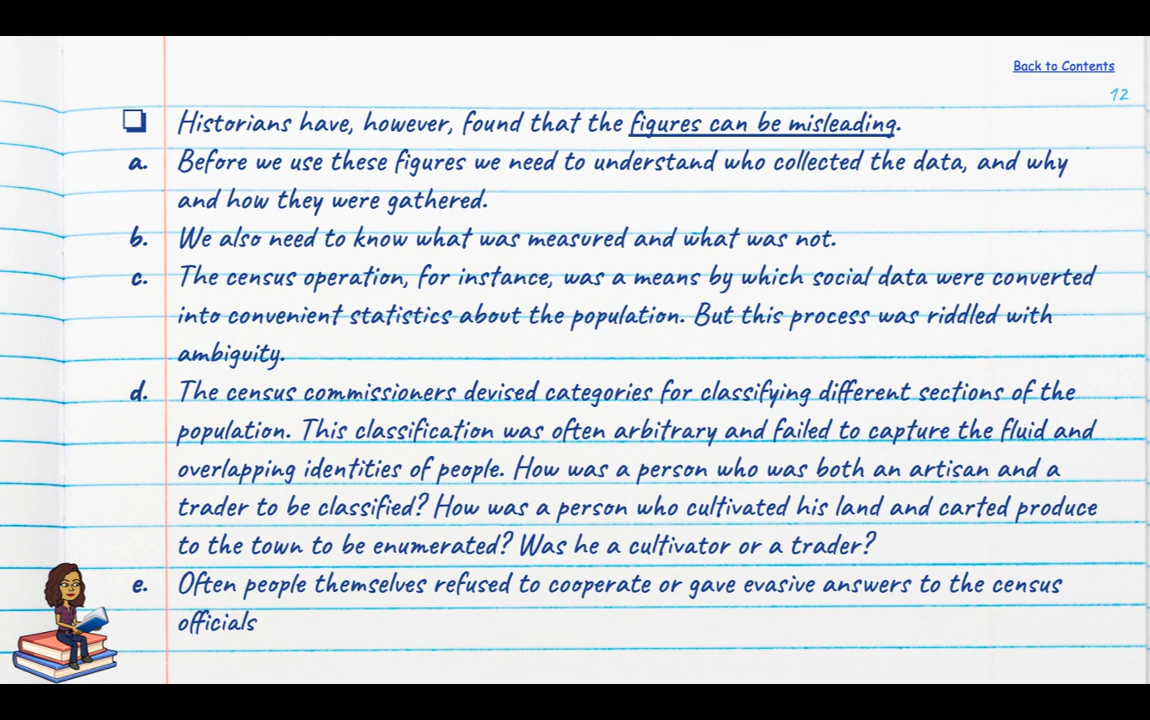 Back to Contents
12
❑ Historians have, however, found that the figures can be misleading.
a. Before we use these figures we need to understand who collected the data, and why
and how they were gathered.
b. We also need to know what was measured and what was not.
c. The census operation, for instance, was a means by which social data were converted
into convenient statistics about the population. But this process was riddled with
ambiguity.
d. The census commissioners devised categories for classifying different sections of the
population. This classification was often arbitrary and failed to capture the fluid and
overlapping identities of people. How was a person who was both an artisan and a
trader to be classified? How was a person who cultivated his land and carted produce
to the town to be enumerated? Was he a cultivator or a trader?
e. Often people themselves refused to cooperate or gave evasive answers to the census
officials